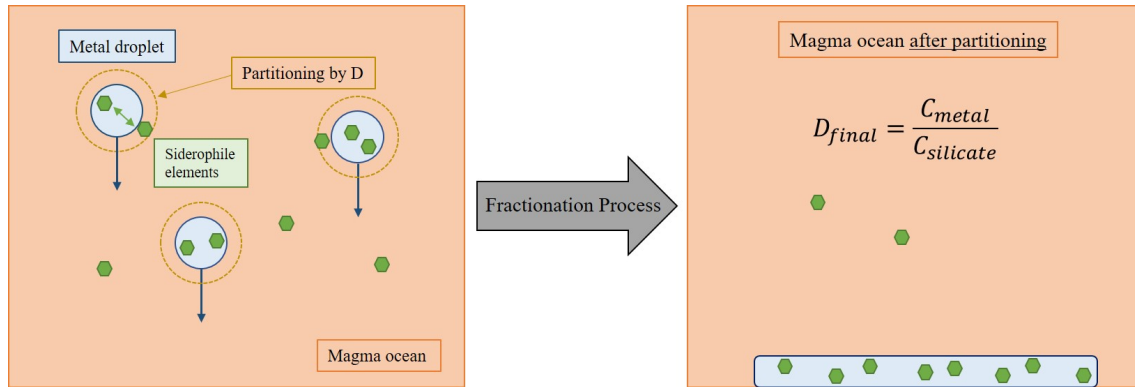 Metal droplet
Partitioning by D
Siderophile
elements
Magma ocean
Fractionation Process
Magma ocean after partitioning
D_final = C_metal / C_silicate